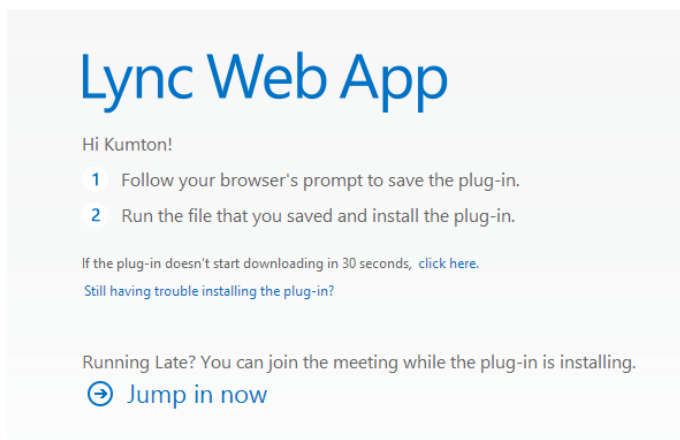 Lync Web App
Hi Kumton!
1 Follow your browser's prompt to save the plug-in.
2 Run the file that you saved and install the plug-in.
If the plug-in doesn't start downloading in 30 seconds, click here.
Still having trouble installing the plug-in?
Running Late? You can join the meeting while the plug-in is installing.
Jump in now